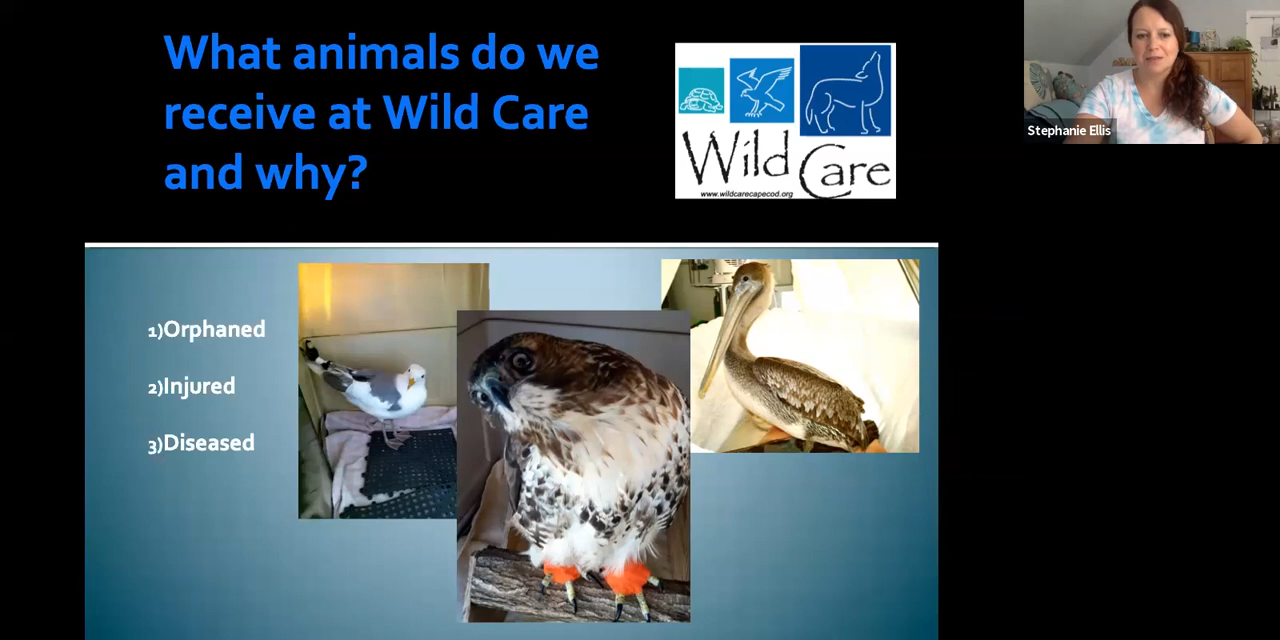 What animals do we
receive at Wild Care
and why?
Wild Care
www.wildcarecapecod.org
Stephanie Ellis
1)Orphaned
2)Injured
3)Diseased